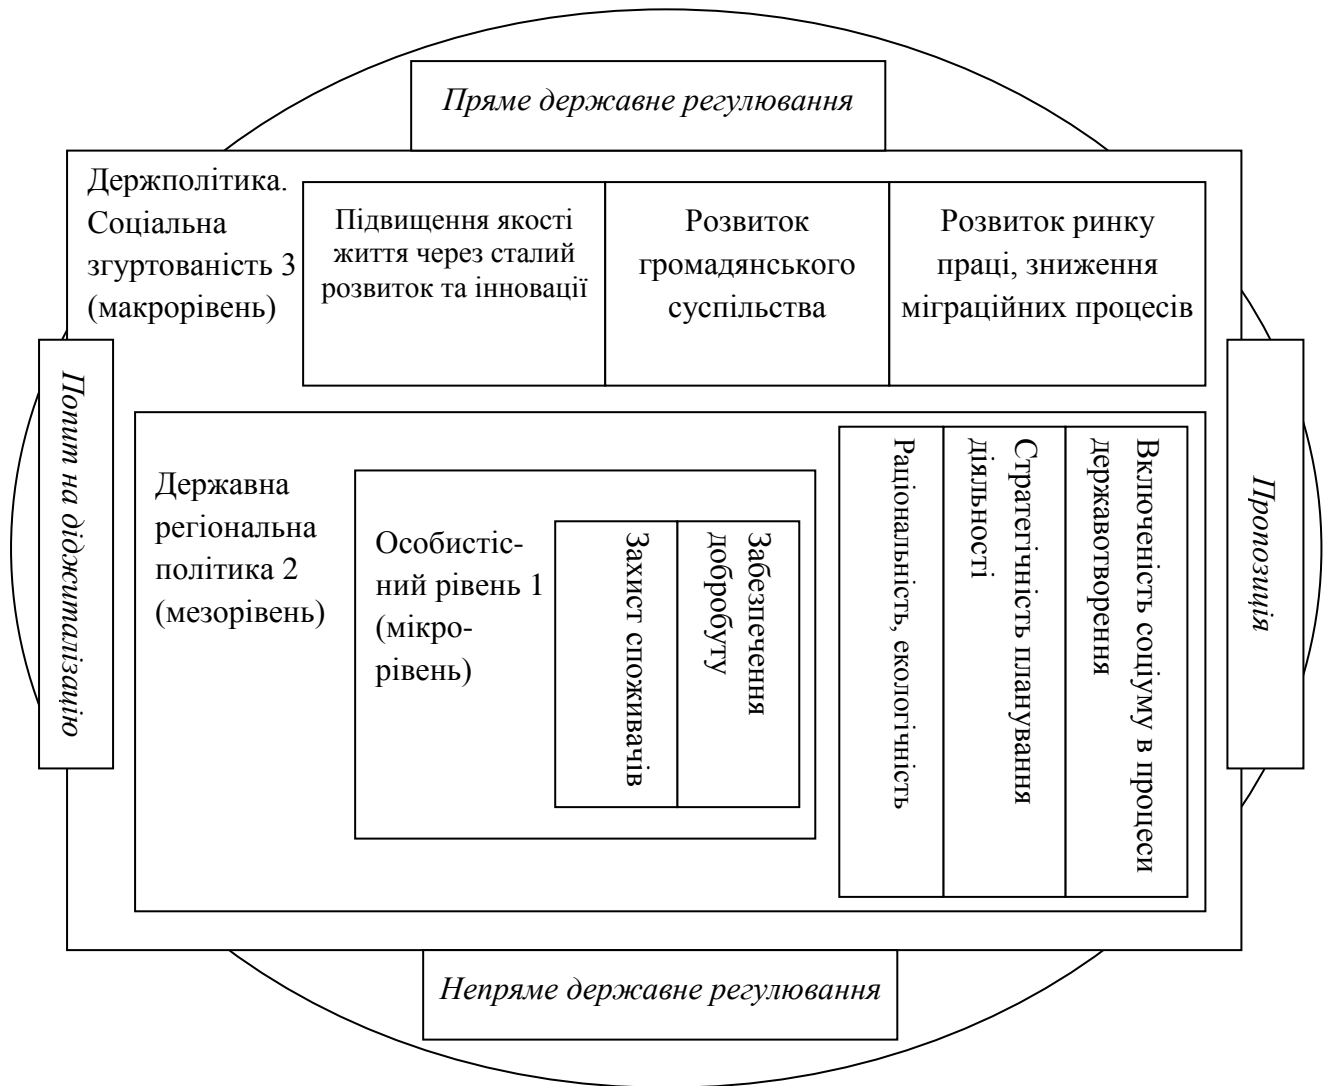 Пряме державне регулювання
Держполітика.
Соціальна
згуртованість 3
(макрорівень)
Підвищення якості
життя через сталий
розвиток та інновації
Розвиток
громадянського
суспільства
Розвиток ринку
праці, зниження
міграційних процесів
Попит на діджиталізацію
Державна
регіональна
політика 2
(мезорівень)
Особистіс-
ний рівень 1
(мікро-
рівень)
Захист споживачів
Забезпечення
добробуту
Раціональність, екологічність
Стратегічність планування
діяльності
Включеність соціуму в процеси
державотворення
Пропозиція
Непряме державне регулювання